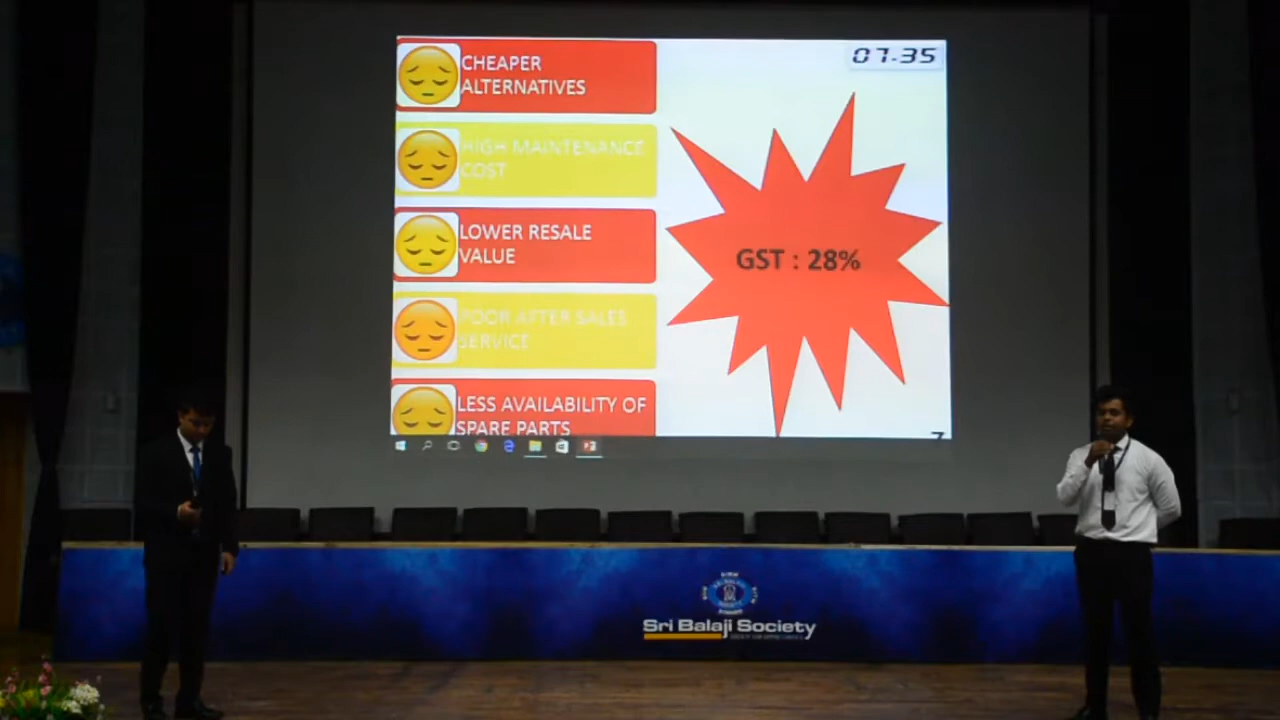 CHEAPER
ALTERNATIVES
HIGH MAINTENANCE
COST
LOWER RESALE
VALUE
POOR AFTER SALES
SERVICE
LESS AVAILABILITY OF
SPARE PARTS
07-35
GST : 28%
7
Sri Balaji Society